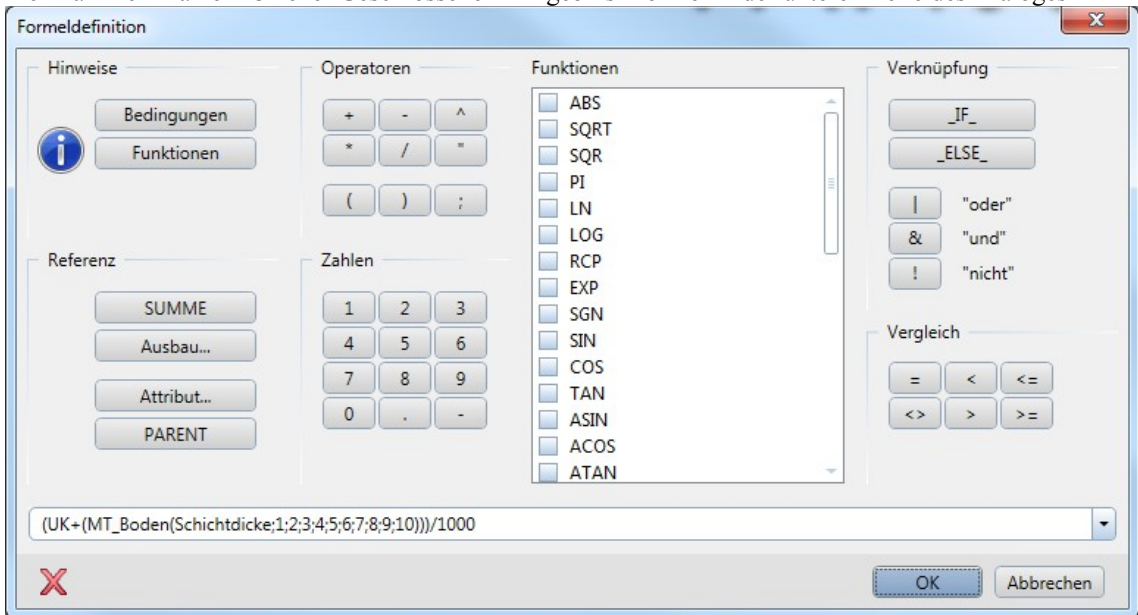 Formeldefinition
x
Hinweise
Bedingungen
i
Funktionen
Operatoren
+ - ^
* / "
( ) ;
Funktionen
ABS
SQRT
SQR
PI
LN
LOG
RCP
EXP
SGN
SIN
COS
TAN
ASIN
ACOS
ATAN
Verknüpfung
_IF_
_ELSE_
| "oder"
& "und"
! "nicht"
Referenz
SUMME
Ausbau...
Attribut...
PARENT
Zahlen
1 2 3
4 5 6
7 8 9
0 . -
Vergleich
= < <=
<> > >=
(UK+(MT_Boden(Schichtdicke;1;2;3;4;5;6;7;8;9;10)))/1000
OK Abbrechen